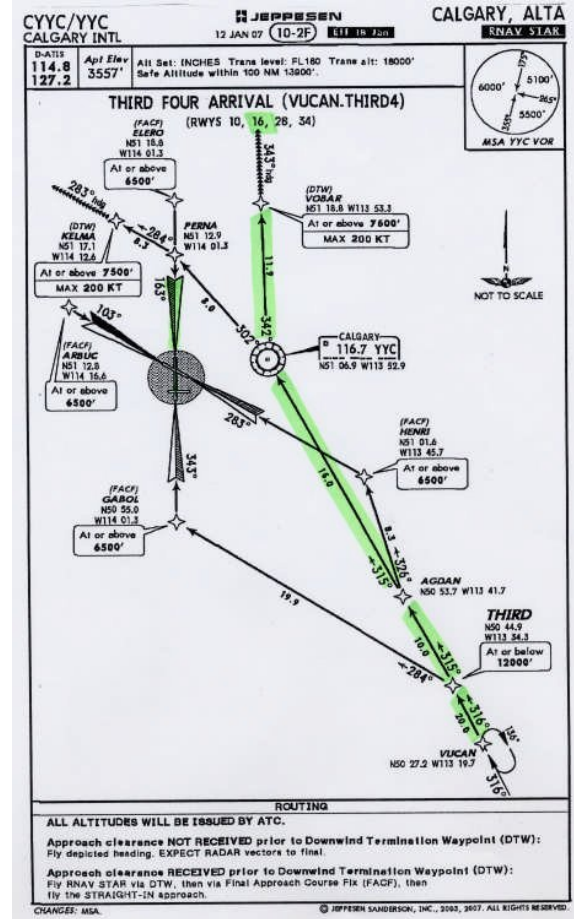 CYYC/YYC
CALGARY INTL
JEPPESEN
12 JAN 07
10-2F
EFF 18 Jan
CALGARY, ALTA
RNAV STAR
D-ATIS
114.8
127.2
Apt Elev
3557'
Alt Set: INCHES Trans level: FL180 Trans alt: 18000'
Safe Altitude within 100 NM 13900'.
175°
6000'
5100'
265°
355°
5500'
MSA YYC VOR
THIRD FOUR ARRIVAL (VUCAN.THIRD4)
(RWYS 10, 16, 28, 34)
(FACF)
ELERO
N51 18.8
W114 01.3
At or above
6500'
343° hdg
(DTW)
VOBAR
N51 18.8 W113 53.3
At or above 7600'
MAX 200 KT
283° hdg
(DTW)
KELMA
N51 17.1
W114 12.6
At or above 7500'
MAX 200 KT
284°
8.3
PERNA
N51 12.9
W114 01.3
163°
8.0
302°
342°
N
NOT TO SCALE
103°
(FACF)
ARBUC
N51 12.8
W114 16.6
At or above
6500'
CALGARY
D 116.7 YYC
N51 06.9 W113 52.9
283°
343°
(FACF)
HENRI
N51 01.6
W113 45.7
At or above
6500'
(FACF)
GABOL
N50 55.0
W114 01.3
At or above
6500'
16.0
8.3
326°
315°
AGDAN
N50 53.7 W113 41.7
19.9
THIRD
N50 44.9
W113 34.3
At or below
12000'
10.0
315°
284°
316°
20.0
136°
VUCAN
N50 27.2 W113 19.7
316°
ROUTING
ALL ALTITUDES WILL BE ISSUED BY ATC.
Approach clearance NOT RECEIVED prior to Downwind Termination Waypoint (DTW):
Fly depicted heading. EXPECT RADAR vectors to final.
Approach clearance RECEIVED prior to Downwind Termination Waypoint (DTW):
Fly RNAV STAR via DTW, then via Final Approach Course Fix (FACF), then
fly the STRAIGHT-IN approach.
CHANGES: MSA.
© JEPPESEN SANDERSON, INC., 2003, 2007. ALL RIGHTS RESERVED.